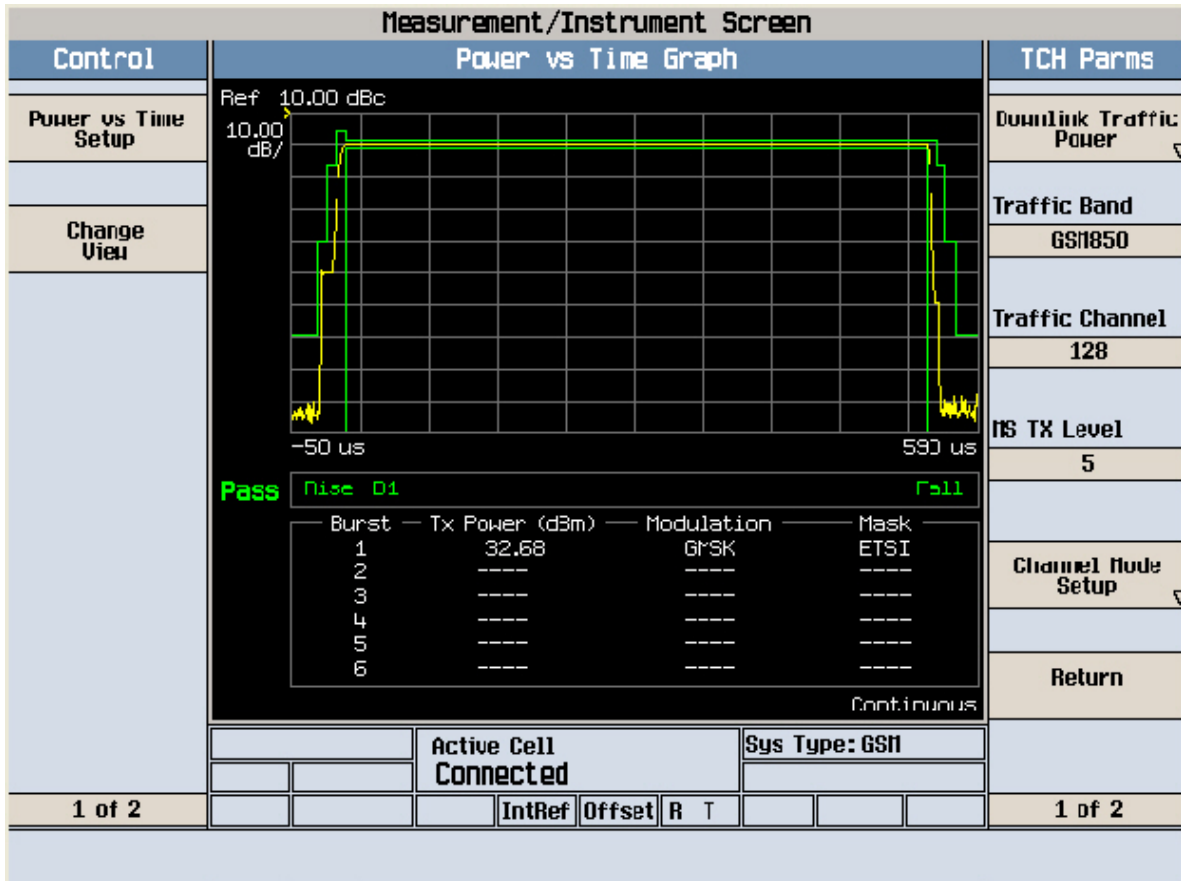 Measurement/Instrument Screen
Control
Power vs Time Graph
TCH Parms
Power vs Time
Setup
Change
View
1 of 2
Ref 10.00 dBc
10.00
dB/
-50 us
590 us
Pass
Rise 01
Fall
Burst Tx Power (dBm) Modulation Mask
1 32.68 GMSK ETSI
2 ---- ---- ----
3 ---- ---- ----
4 ---- ---- ----
5 ---- ---- ----
6 ---- ---- ----
Continuous
Active Cell
Connected
Sys Type: GSM
IntRef Offset R T
Downlink Traffic
Power
Traffic Band
GSM850
Traffic Channel
128
MS TX Level
5
Channel Mode
Setup
Return
1 of 2